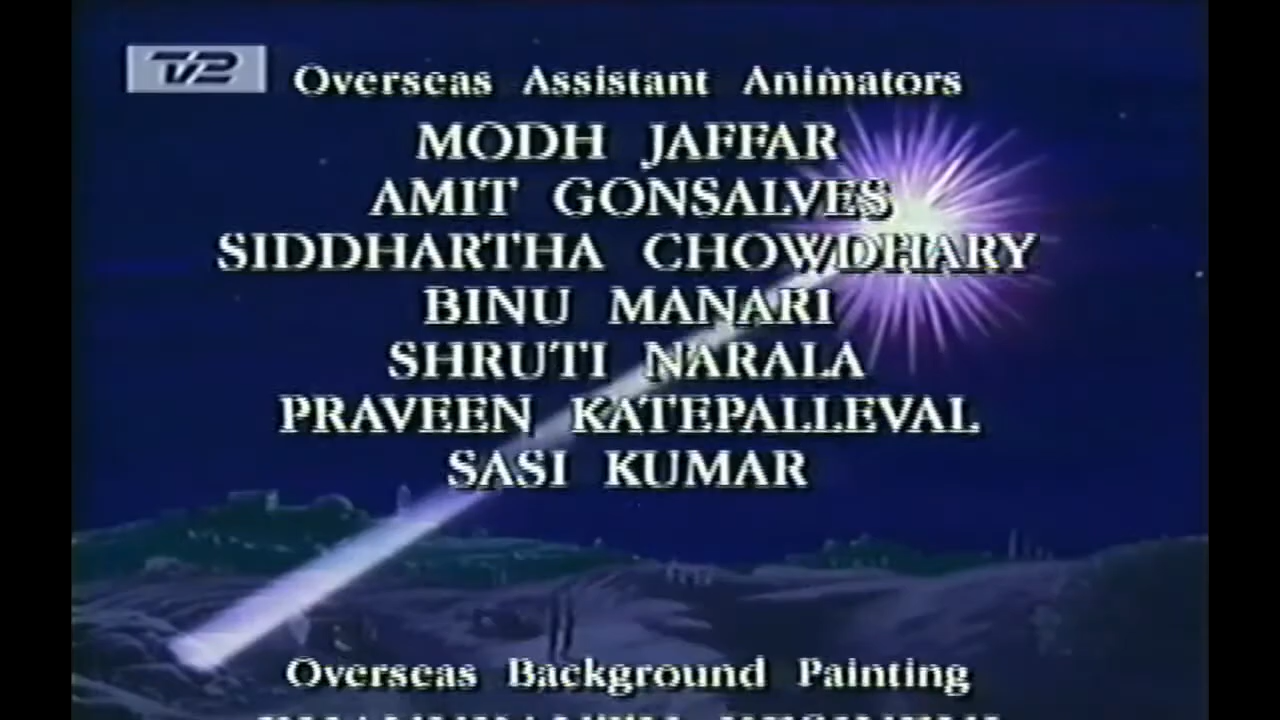 TV2
Overseas Assistant Animators
MODH JAFFAR
AMIT GONSALVES
SIDDHARTHA CHOWDHARY
BINU MANARI
SHRUTI NARALA
PRAVEEN KATEPALLEVAL
SASI KUMAR
Overseas Background Painting